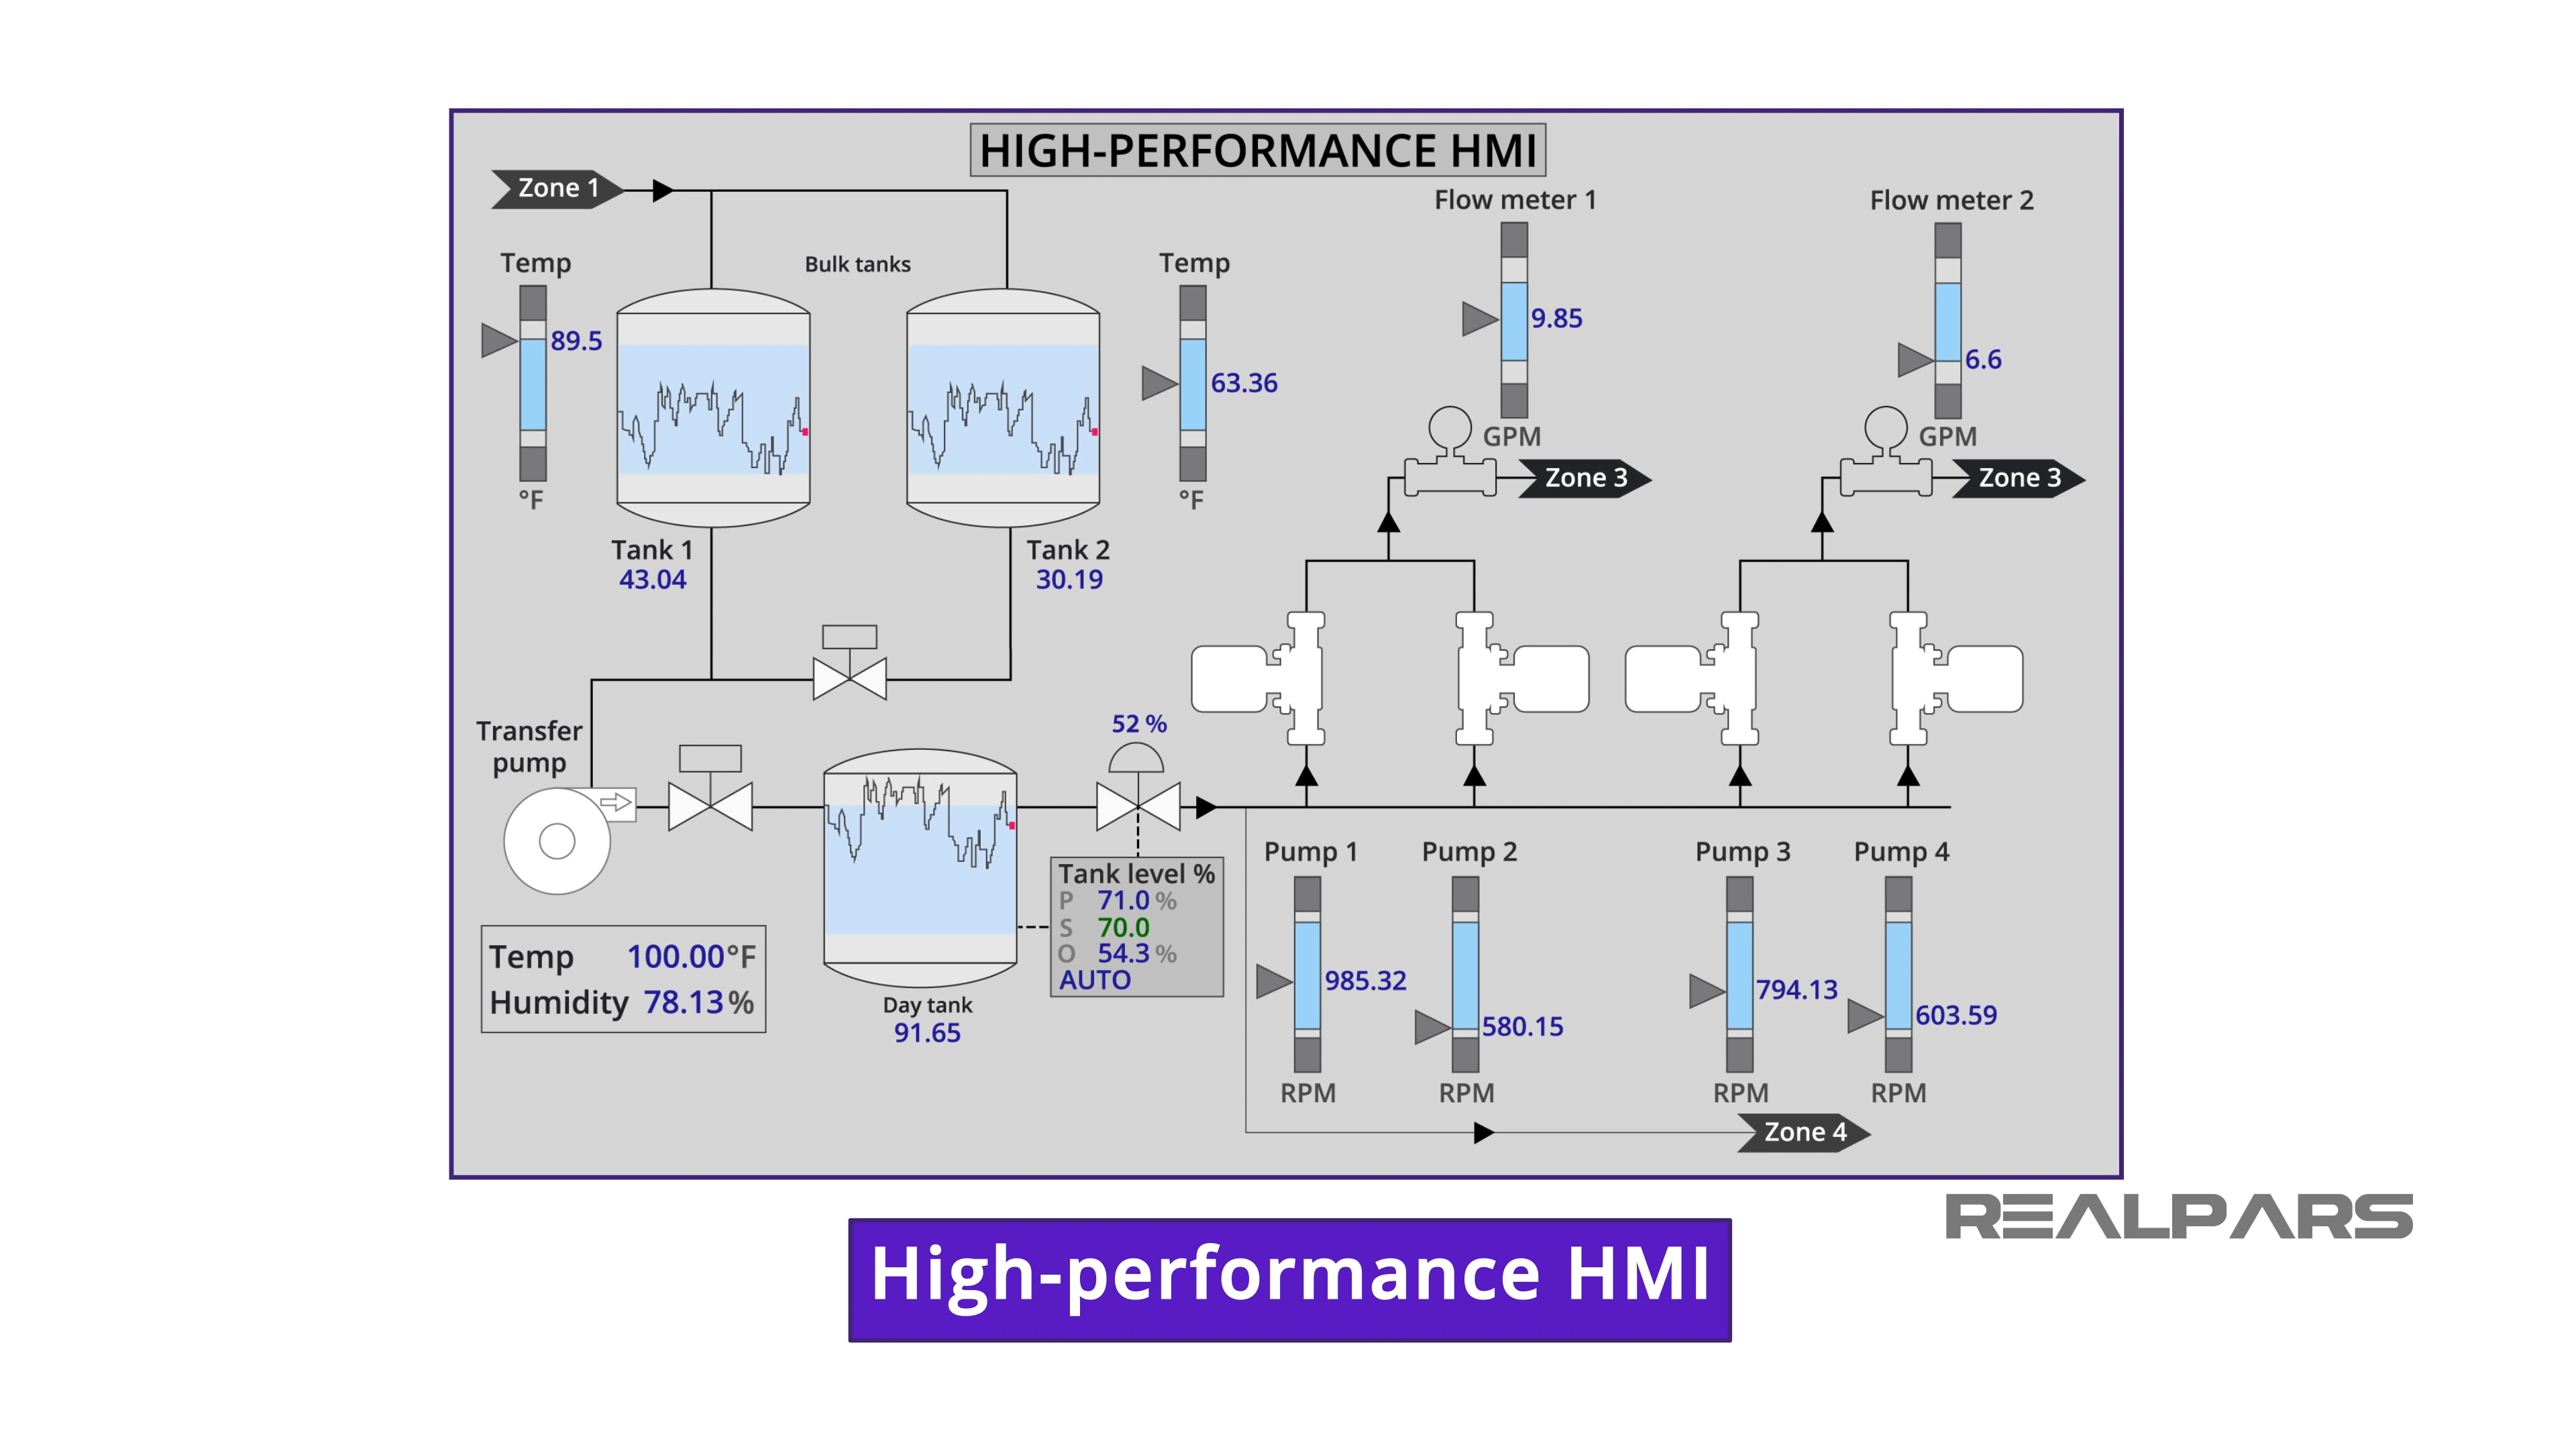 HIGH-PERFORMANCE HMI
Zone 1
Flow meter 1
Flow meter 2
Temp
Bulk tanks
Temp
89.5
63.36
9.85
6.6
°F
°F
GPM
GPM
Zone 3
Zone 3
Tank 1
43.04
Tank 2
30.19
Transfer
pump
52 %
Tank level %
P 71.0 %
S 70.0
O 54.3 %
AUTO
Temp 100.00°F
Humidity 78.13%
Day tank
91.65
Pump 1
Pump 2
Pump 3
Pump 4
985.32
580.15
794.13
603.59
RPM
RPM
RPM
RPM
Zone 4
REALPARS
High-performance HMI